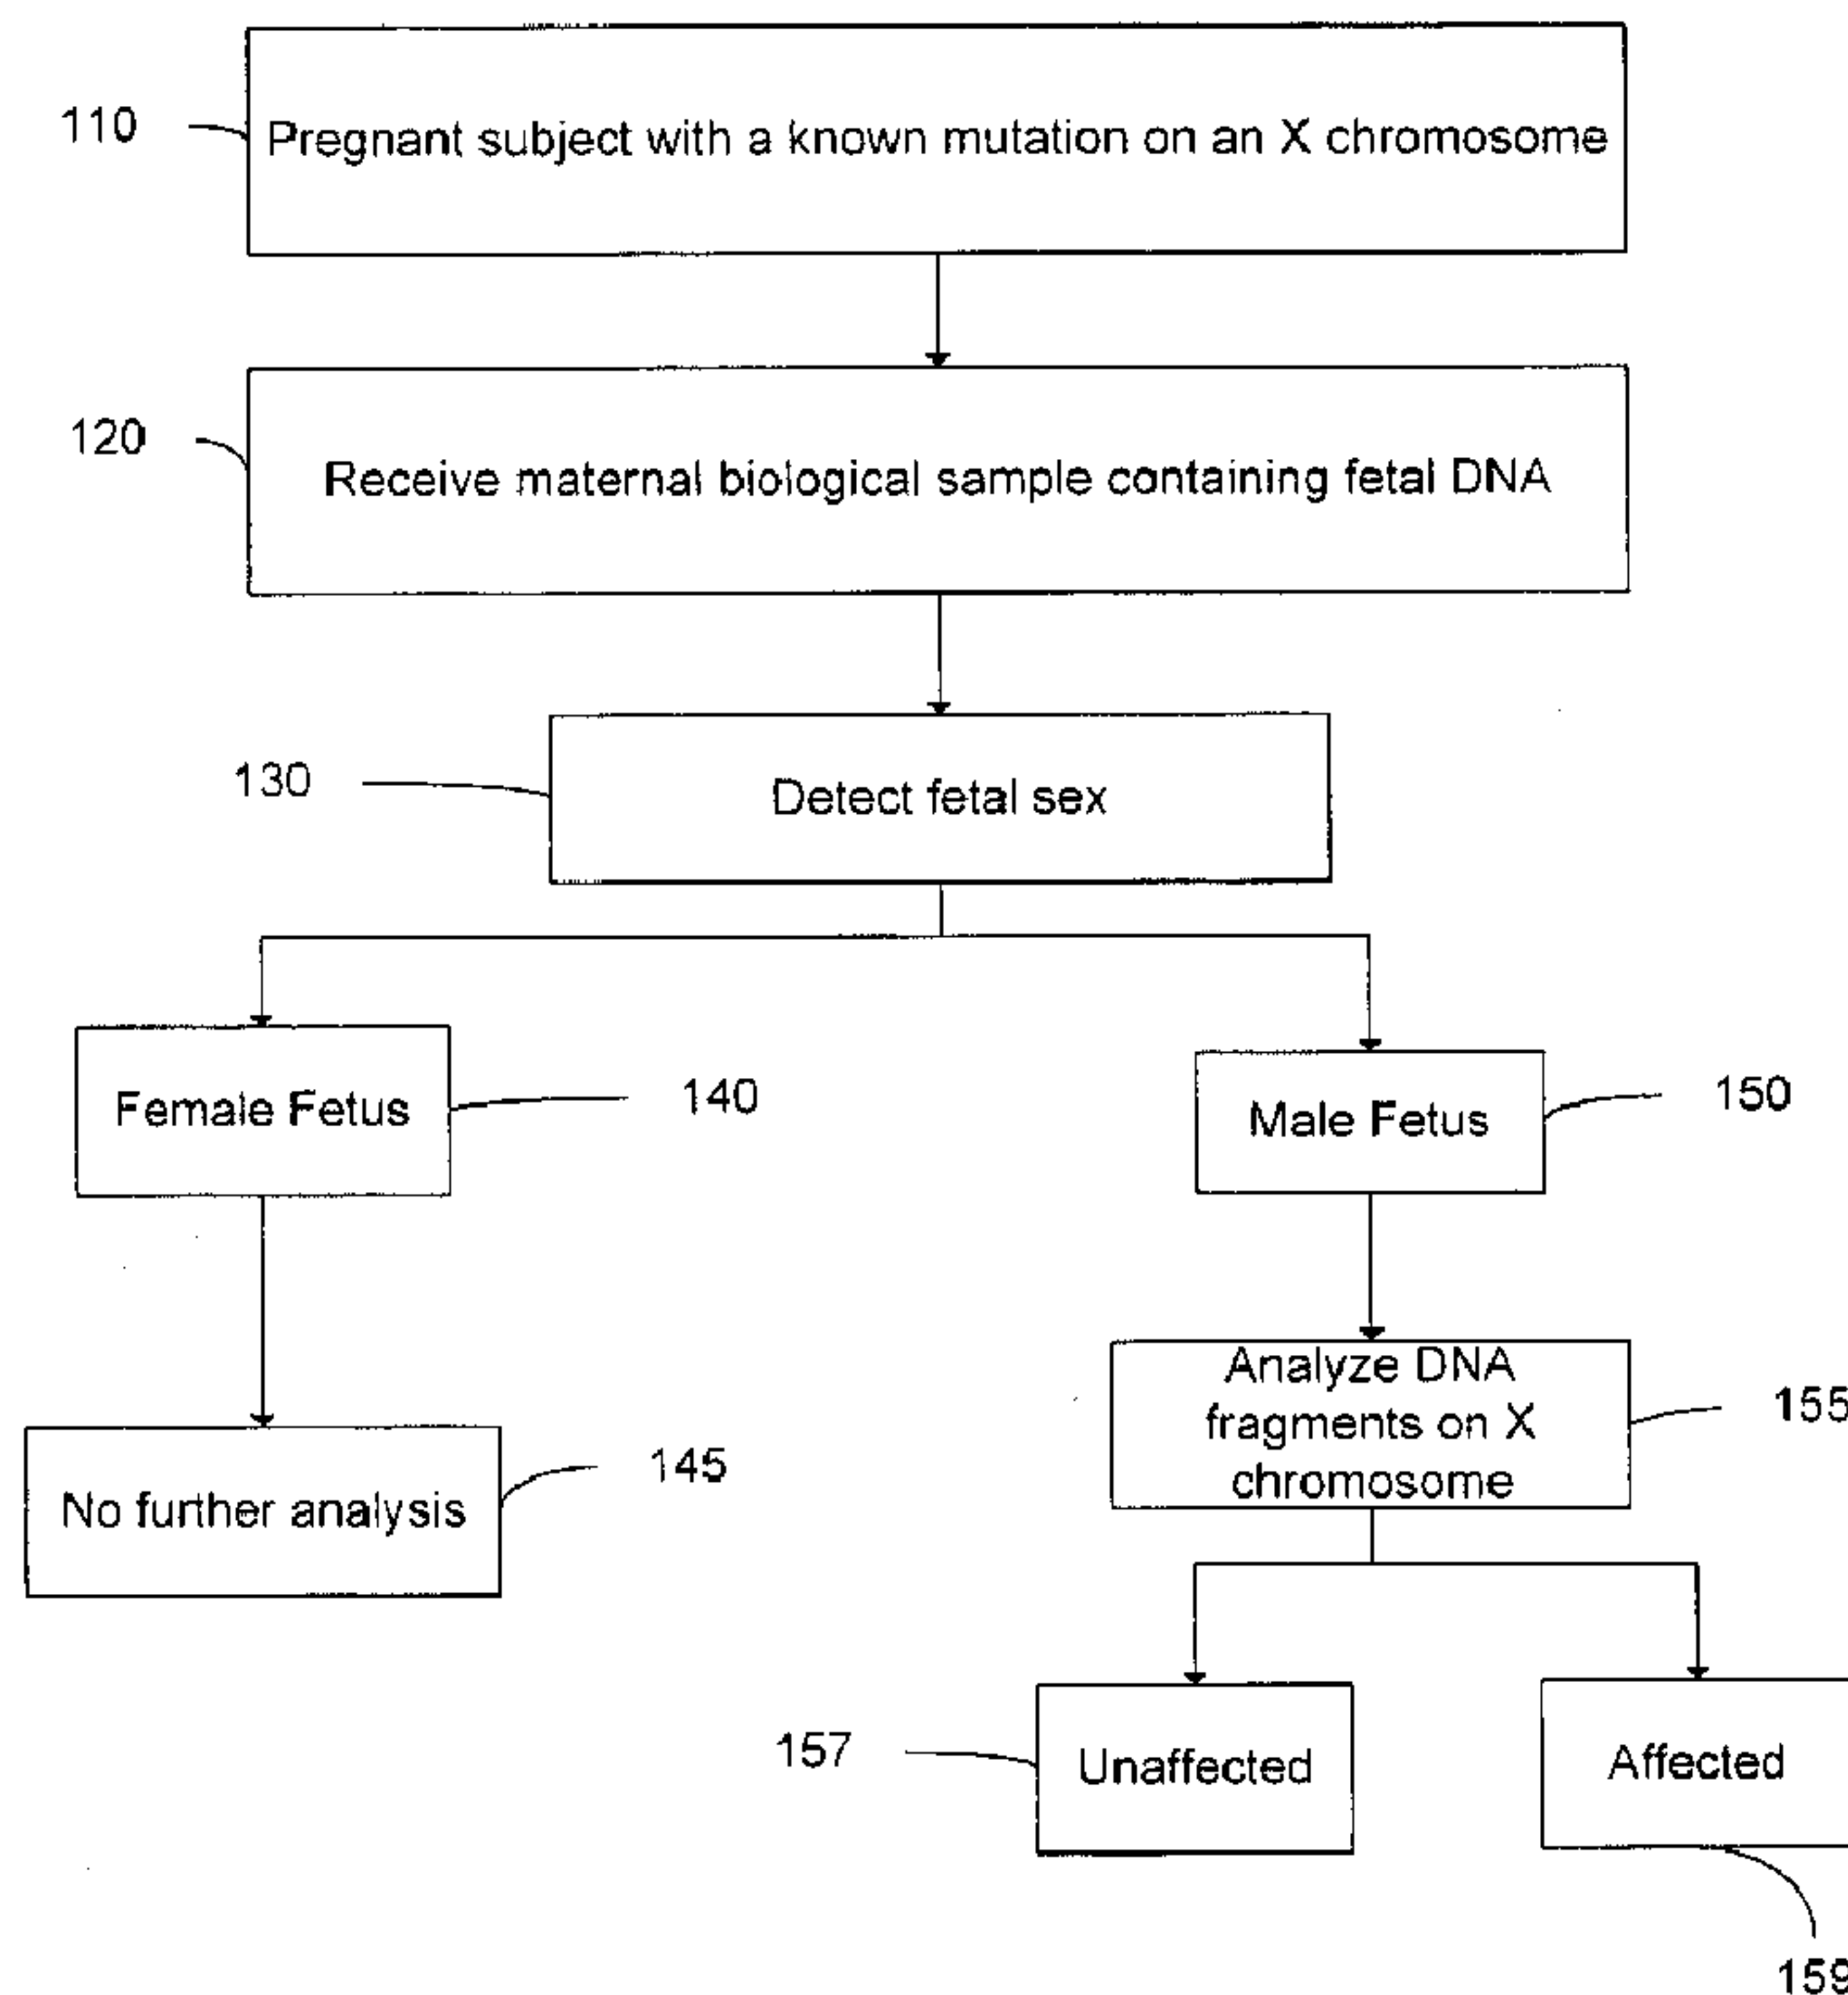 110
Pregnant subject with a known mutation on an X chromosome
120
Receive maternal biological sample containing fetal DNA
130
Detect fetal sex
Female Fetus
140
Male Fetus
150
Analyze DNA
fragments on X
chromosome
155
No further analysis
145
157
Unaffected
Affected
159